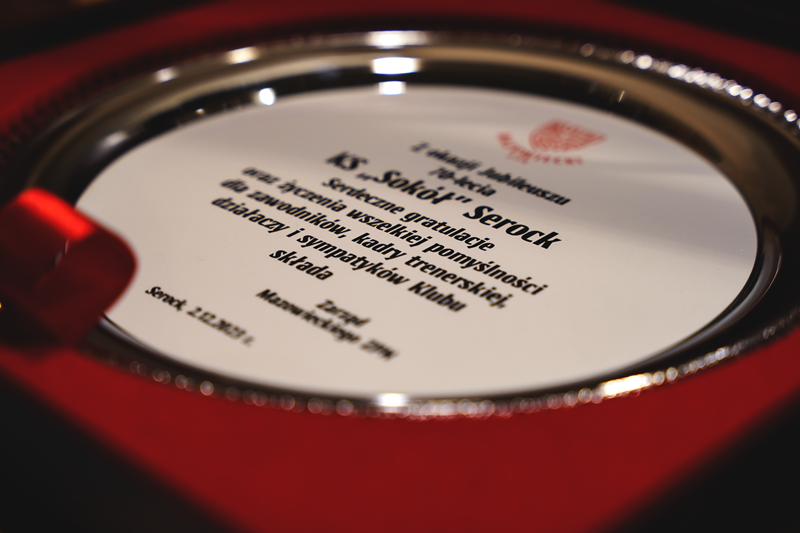 Z okazji Jubileuszu
70-lecia
KS „Sokół” Serock
Serdeczne gratulacje
oraz życzenia wszelkiej pomyślności
dla zawodników, kadry trenerskiej,
działaczy i sympatyków Klubu
składa
Zarząd
Mazowieckiego ZPN
Serock, 2.12.2023 r.